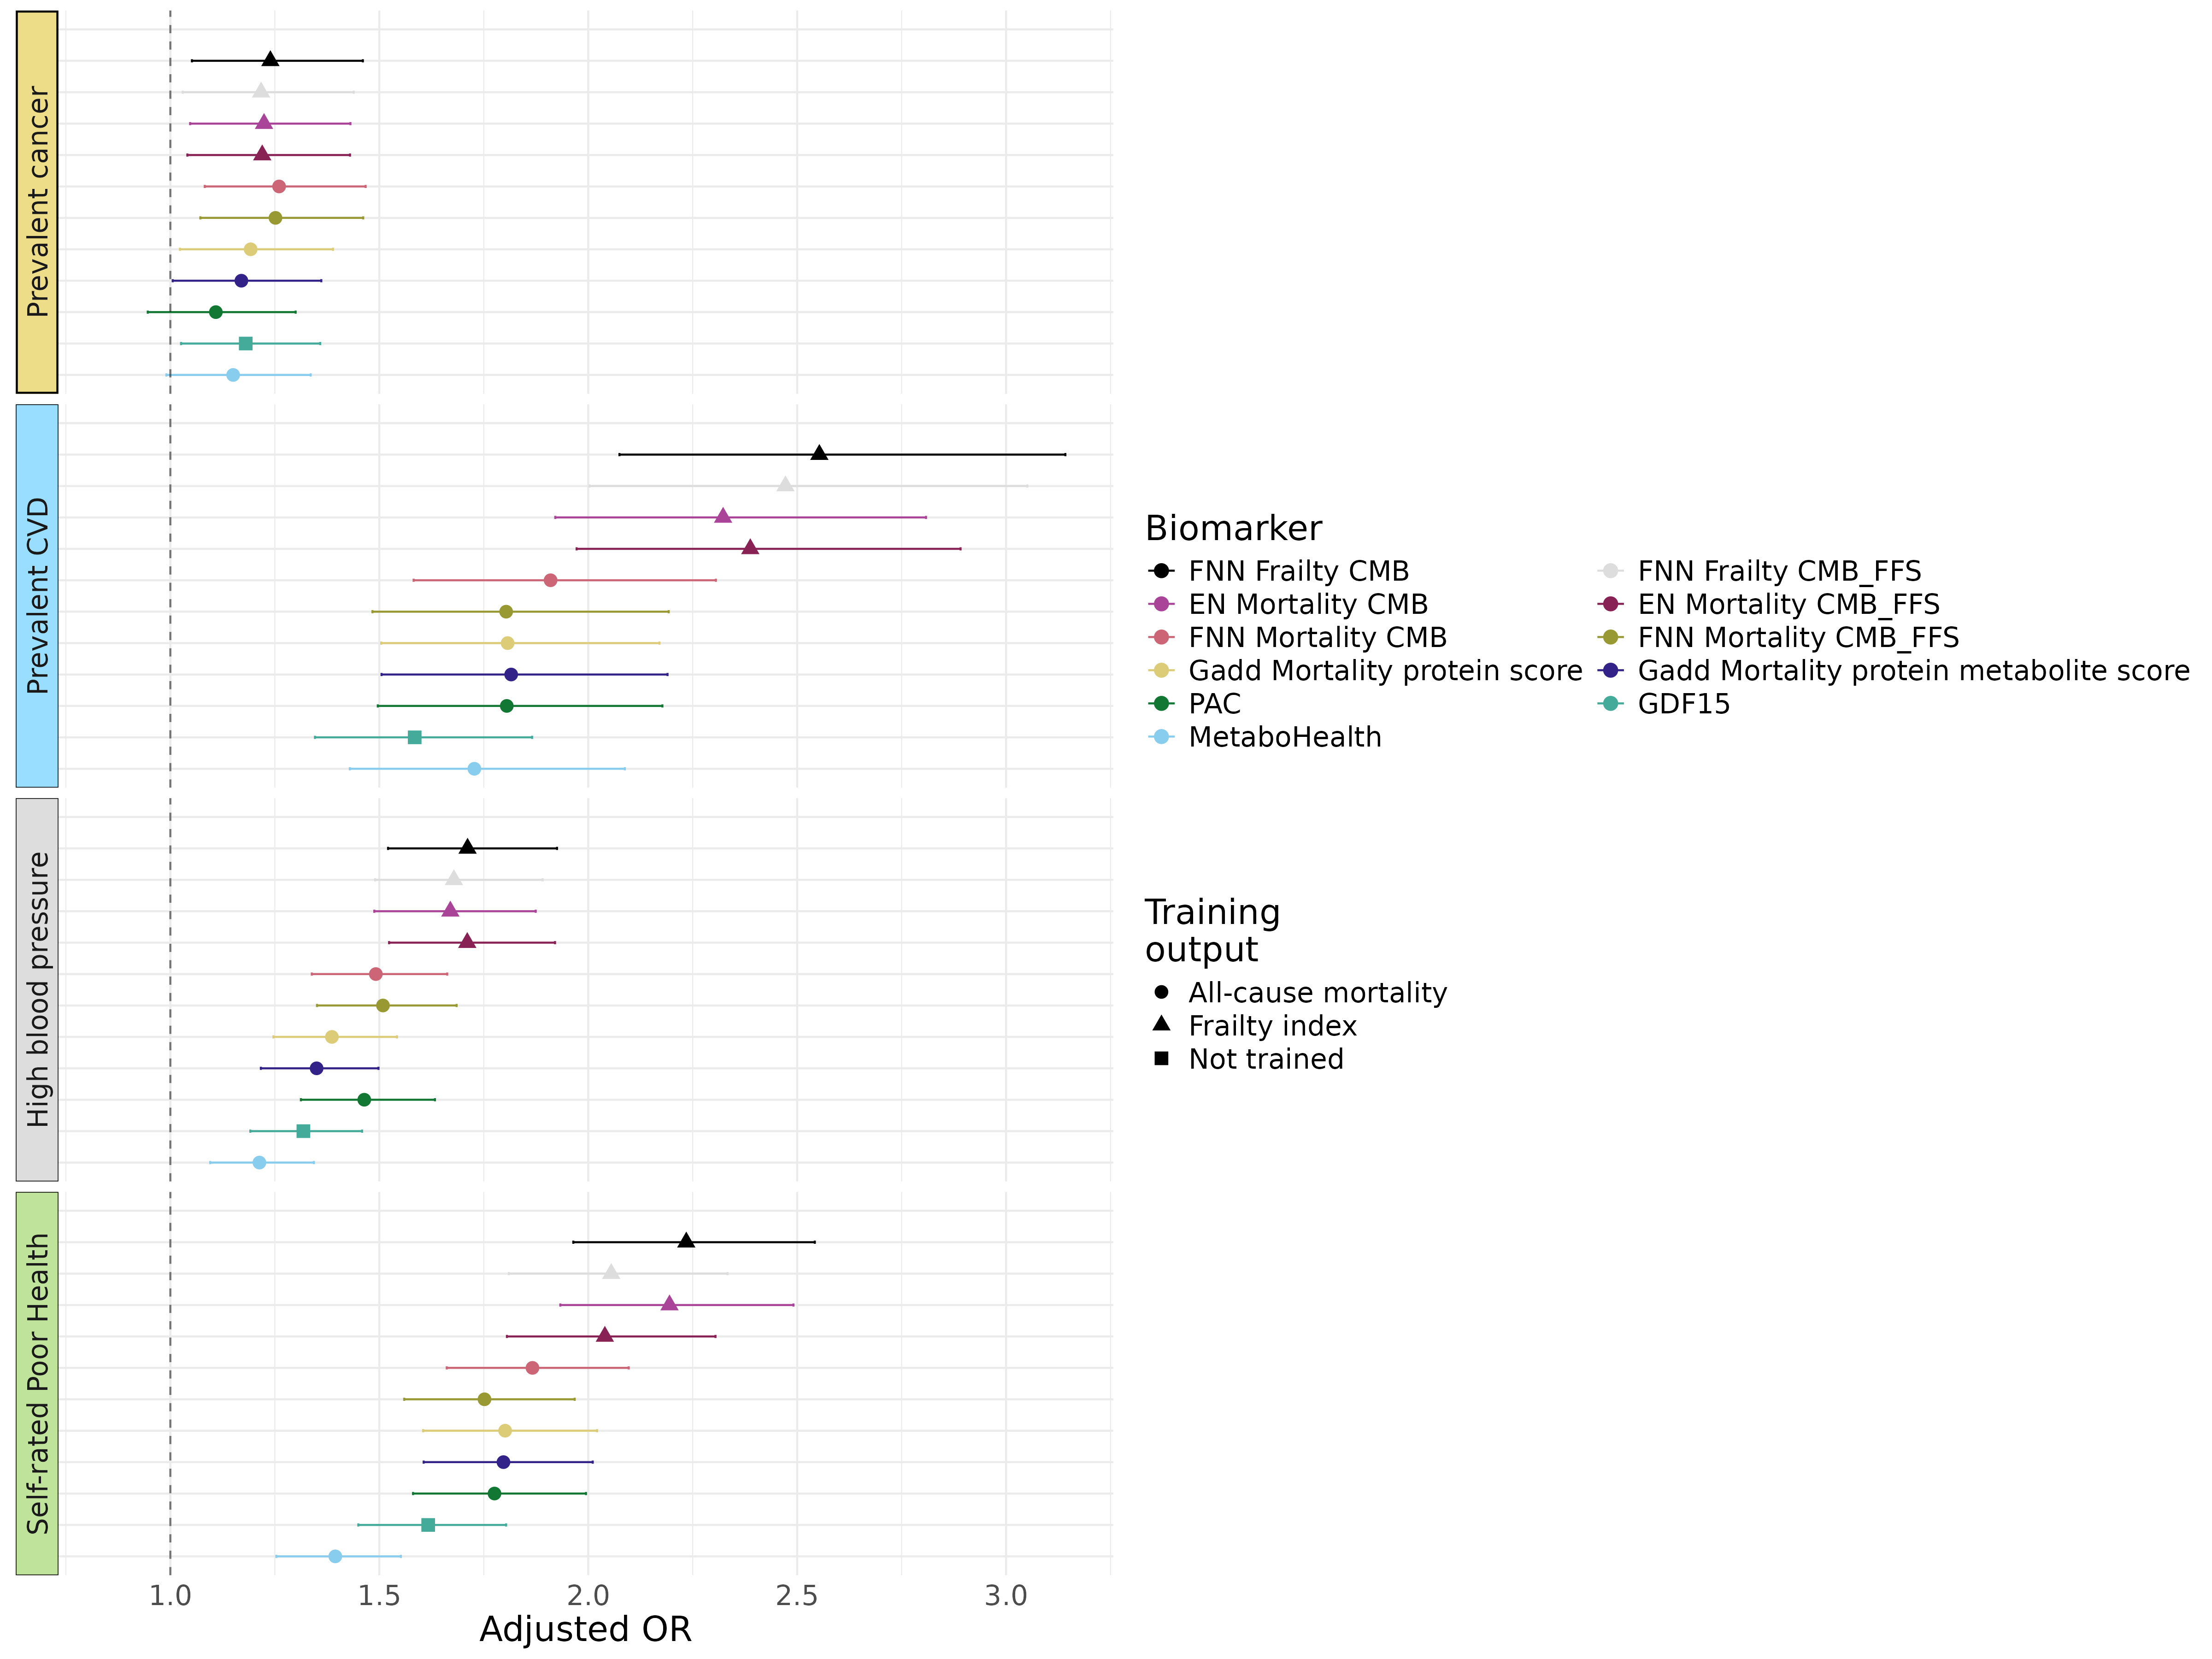 Prevalent cancer
Prevalent CVD
High blood pressure
Self-rated Poor Health
1.0 1.5 2.0 2.5 3.0
Adjusted OR
Biomarker
FNN Frailty CMB
FNN Frailty CMB_FFS
EN Mortality CMB
EN Mortality CMB_FFS
FNN Mortality CMB
FNN Mortality CMB_FFS
Gadd Mortality protein score
Gadd Mortality protein metabolite score
PAC
GDF15
MetaboHealth
Training
output
All-cause mortality
Frailty index
Not trained